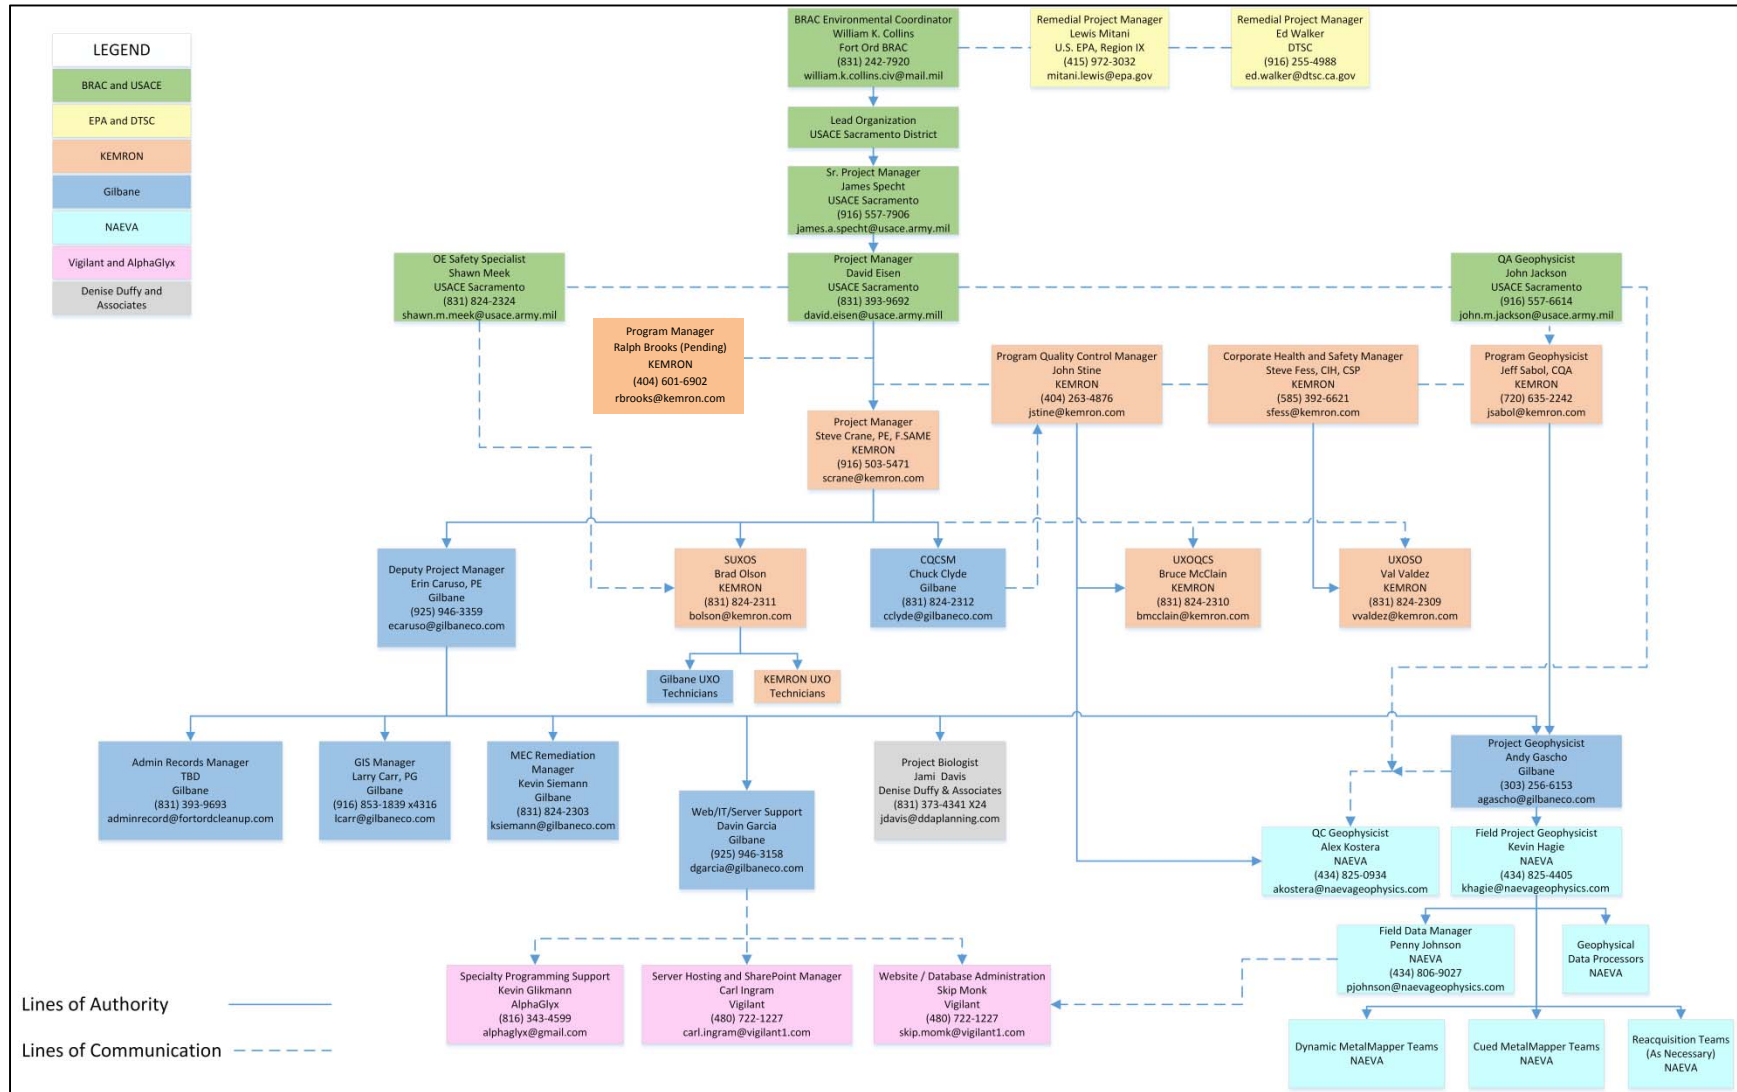 LEGEND
BRAC and USACE
EPA and DTSC
KEMRON
Gilbane
NAEVA
Vigilant and AlphaGlyx
Denise Duffy and
Associates
BRAC Environmental Coordinator
William K. Collins
Fort Ord BRAC
(831) 242-7920
william.k.collins.civ@mail.mil
Remedial Project Manager
Lewis Mitani
U.S. EPA, Region IX
(415) 972-3032
mitani.lewis@epa.gov
Remedial Project Manager
Ed Walker
DTSC
(916) 255-4988
ed.walker@dtsc.ca.gov
Lead Organization
USACE Sacramento District
Sr. Project Manager
James Specht
USACE Sacramento
(916) 557-7906
james.a.specht@usace.army.mil
OE Safety Specialist
Shawn Meek
USACE Sacramento
(831) 824-2324
shawn.m.meek@usace.army.mil
Project Manager
David Eisen
USACE Sacramento
(831) 393-9692
david.eisen@usace.army.mill
QA Geophysicist
John Jackson
USACE Sacramento
(916) 557-6614
john.m.jackson@usace.army.mil
Program Manager
Ralph Brooks (Pending)
KEMRON
(404) 601-6902
rbrooks@kemron.com
Program Quality Control Manager
John Stine
KEMRON
(404) 263-4876
jstine@kemron.com
Corporate Health and Safety Manager
Steve Fess, CIH, CSP
KEMRON
(585) 392-6621
sfess@kemron.com
Program Geophysicist
Jeff Sabol, CQA
KEMRON
(720) 635-2242
jsabol@kemron.com
Project Manager
Steve Crane, PE, F.SAME
KEMRON
(916) 503-5471
scrane@kemron.com
Deputy Project Manager
Erin Caruso, PE
Gilbane
(925) 946-3359
ecaruso@gilbaneco.com
SUXOS
Brad Olson
KEMRON
(831) 824-2311
bolson@kemron.com
CQCSM
Chuck Clyde
Gilbane
(831) 824-2312
cclyde@gilbaneco.com
UXOQCS
Bruce McClain
KEMRON
(831) 824-2310
bmcclain@kemron.com
UXOSO
Val Valdez
KEMRON
(831) 824-2309
vvaldez@kemron.com
Gilbane UXO
Technicians
KEMRON UXO
Technicians
Admin Records Manager
TBD
Gilbane
(831) 393-9693
adminrecord@fortordcleanup.com
GIS Manager
Larry Carr, PG
Gilbane
(916) 853-1839 x4316
lcarr@gilbaneco.com
MEC Remediation
Manager
Kevin Siemann
Gilbane
(831) 824-2303
ksiemann@gilbaneco.com
Web/IT/Server Support
Davin Garcia
Gilbane
(925) 946-3158
dgarcia@gilbaneco.com
Project Biologist
Jami Davis
Denise Duffy & Associates
(831) 373-4341 X24
jdavis@ddaplanning.com
Project Geophysicist
Andy Gascho
Gilbane
(303) 256-6153
agascho@gilbaneco.com
QC Geophysicist
Alex Kostera
NAEVA
(434) 825-0934
akostera@naevageophysics.com
Field Project Geophysicist
Kevin Hagie
NAEVA
(434) 825-4405
khagie@naevageophysics.com
Field Data Manager
Penny Johnson
NAEVA
(434) 806-9027
pjohnson@naevageophysics.com
Geophysical
Data Processors
NAEVA
Specialty Programming Support
Kevin Glikmann
AlphaGlyx
(816) 343-4599
alphaglyx@gmail.com
Server Hosting and SharePoint Manager
Carl Ingram
Vigilant
(480) 722-1227
carl.ingram@vigilant1.com
Website / Database Administration
Skip Monk
Vigilant
(480) 722-1227
skip.momk@vigilant1.com
Dynamic MetalMapper Teams
NAEVA
Cued MetalMapper Teams
NAEVA
Reacquisition Teams
(As Necessary)
NAEVA
Lines of Authority
Lines of Communication